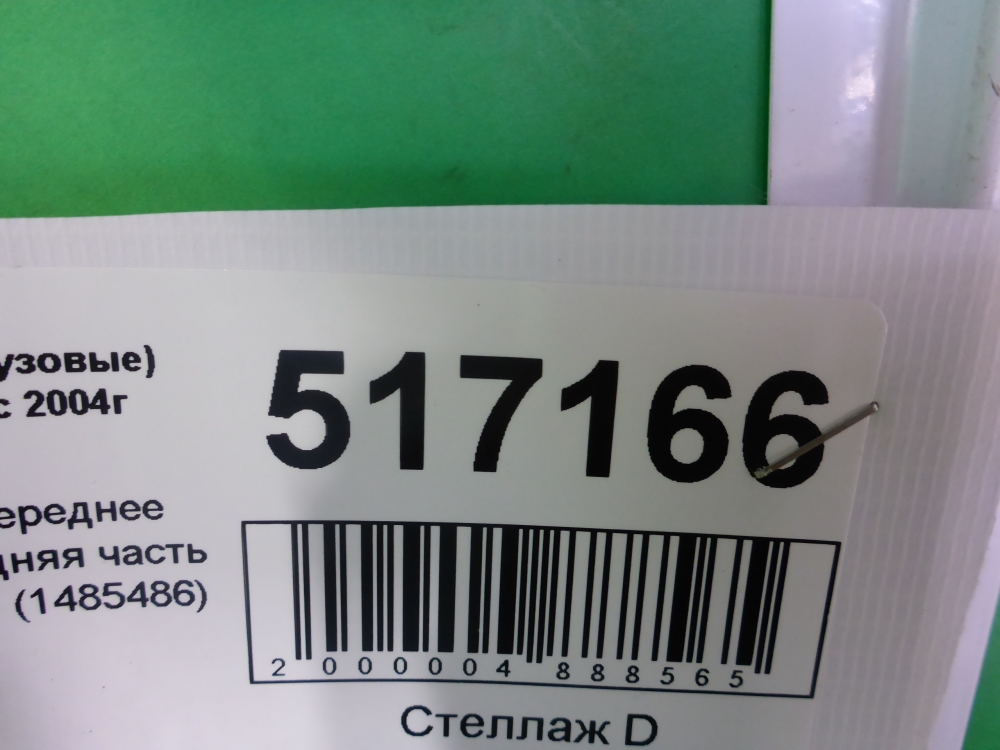 узовые)
с 2004г
517166
ереднее
дняя часть
(1485486)
2 000004 888565
Стеллаж D